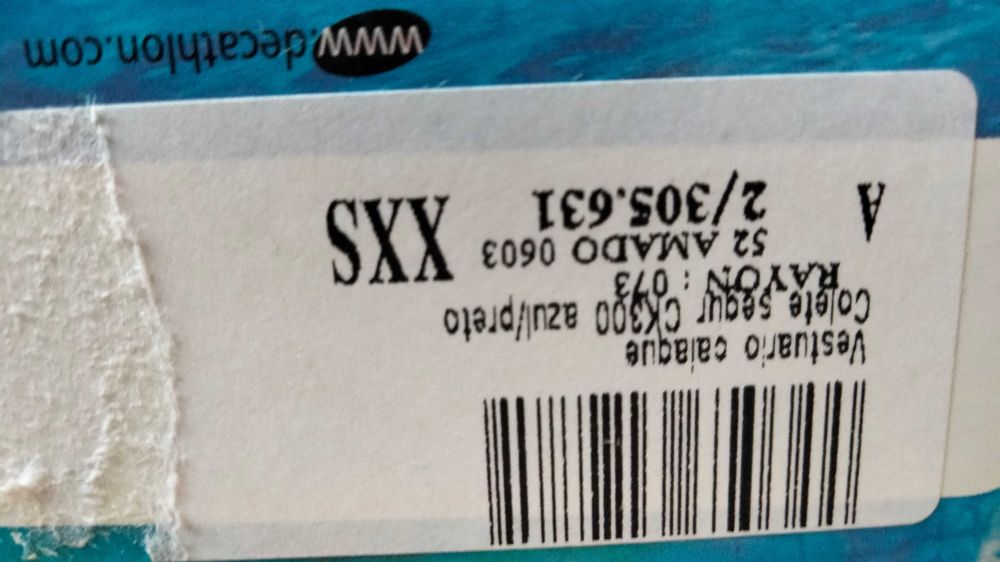 Vestuario caiaque
Colete segur CK300 azul/preto
RAYON : 073
52 AMADO 0603
A 2/305.631 XXS
www.decathlon.com